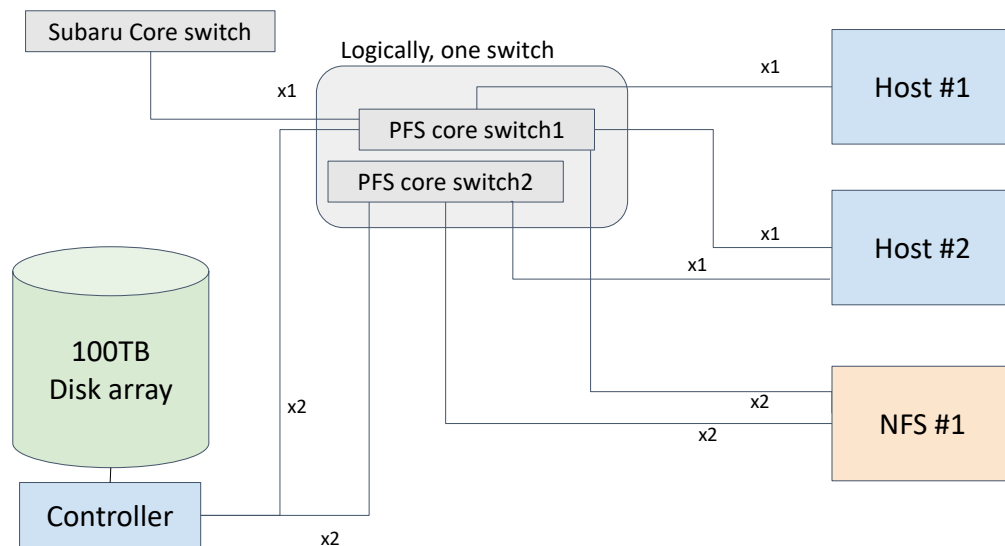 Subaru Core switch
Logically, one switch
x1
x1
Host #1
PFS core switch1
PFS core switch2
x1
Host #2
x1
100TB
Disk array
x2
x2
NFS #1
x2
Controller
x2